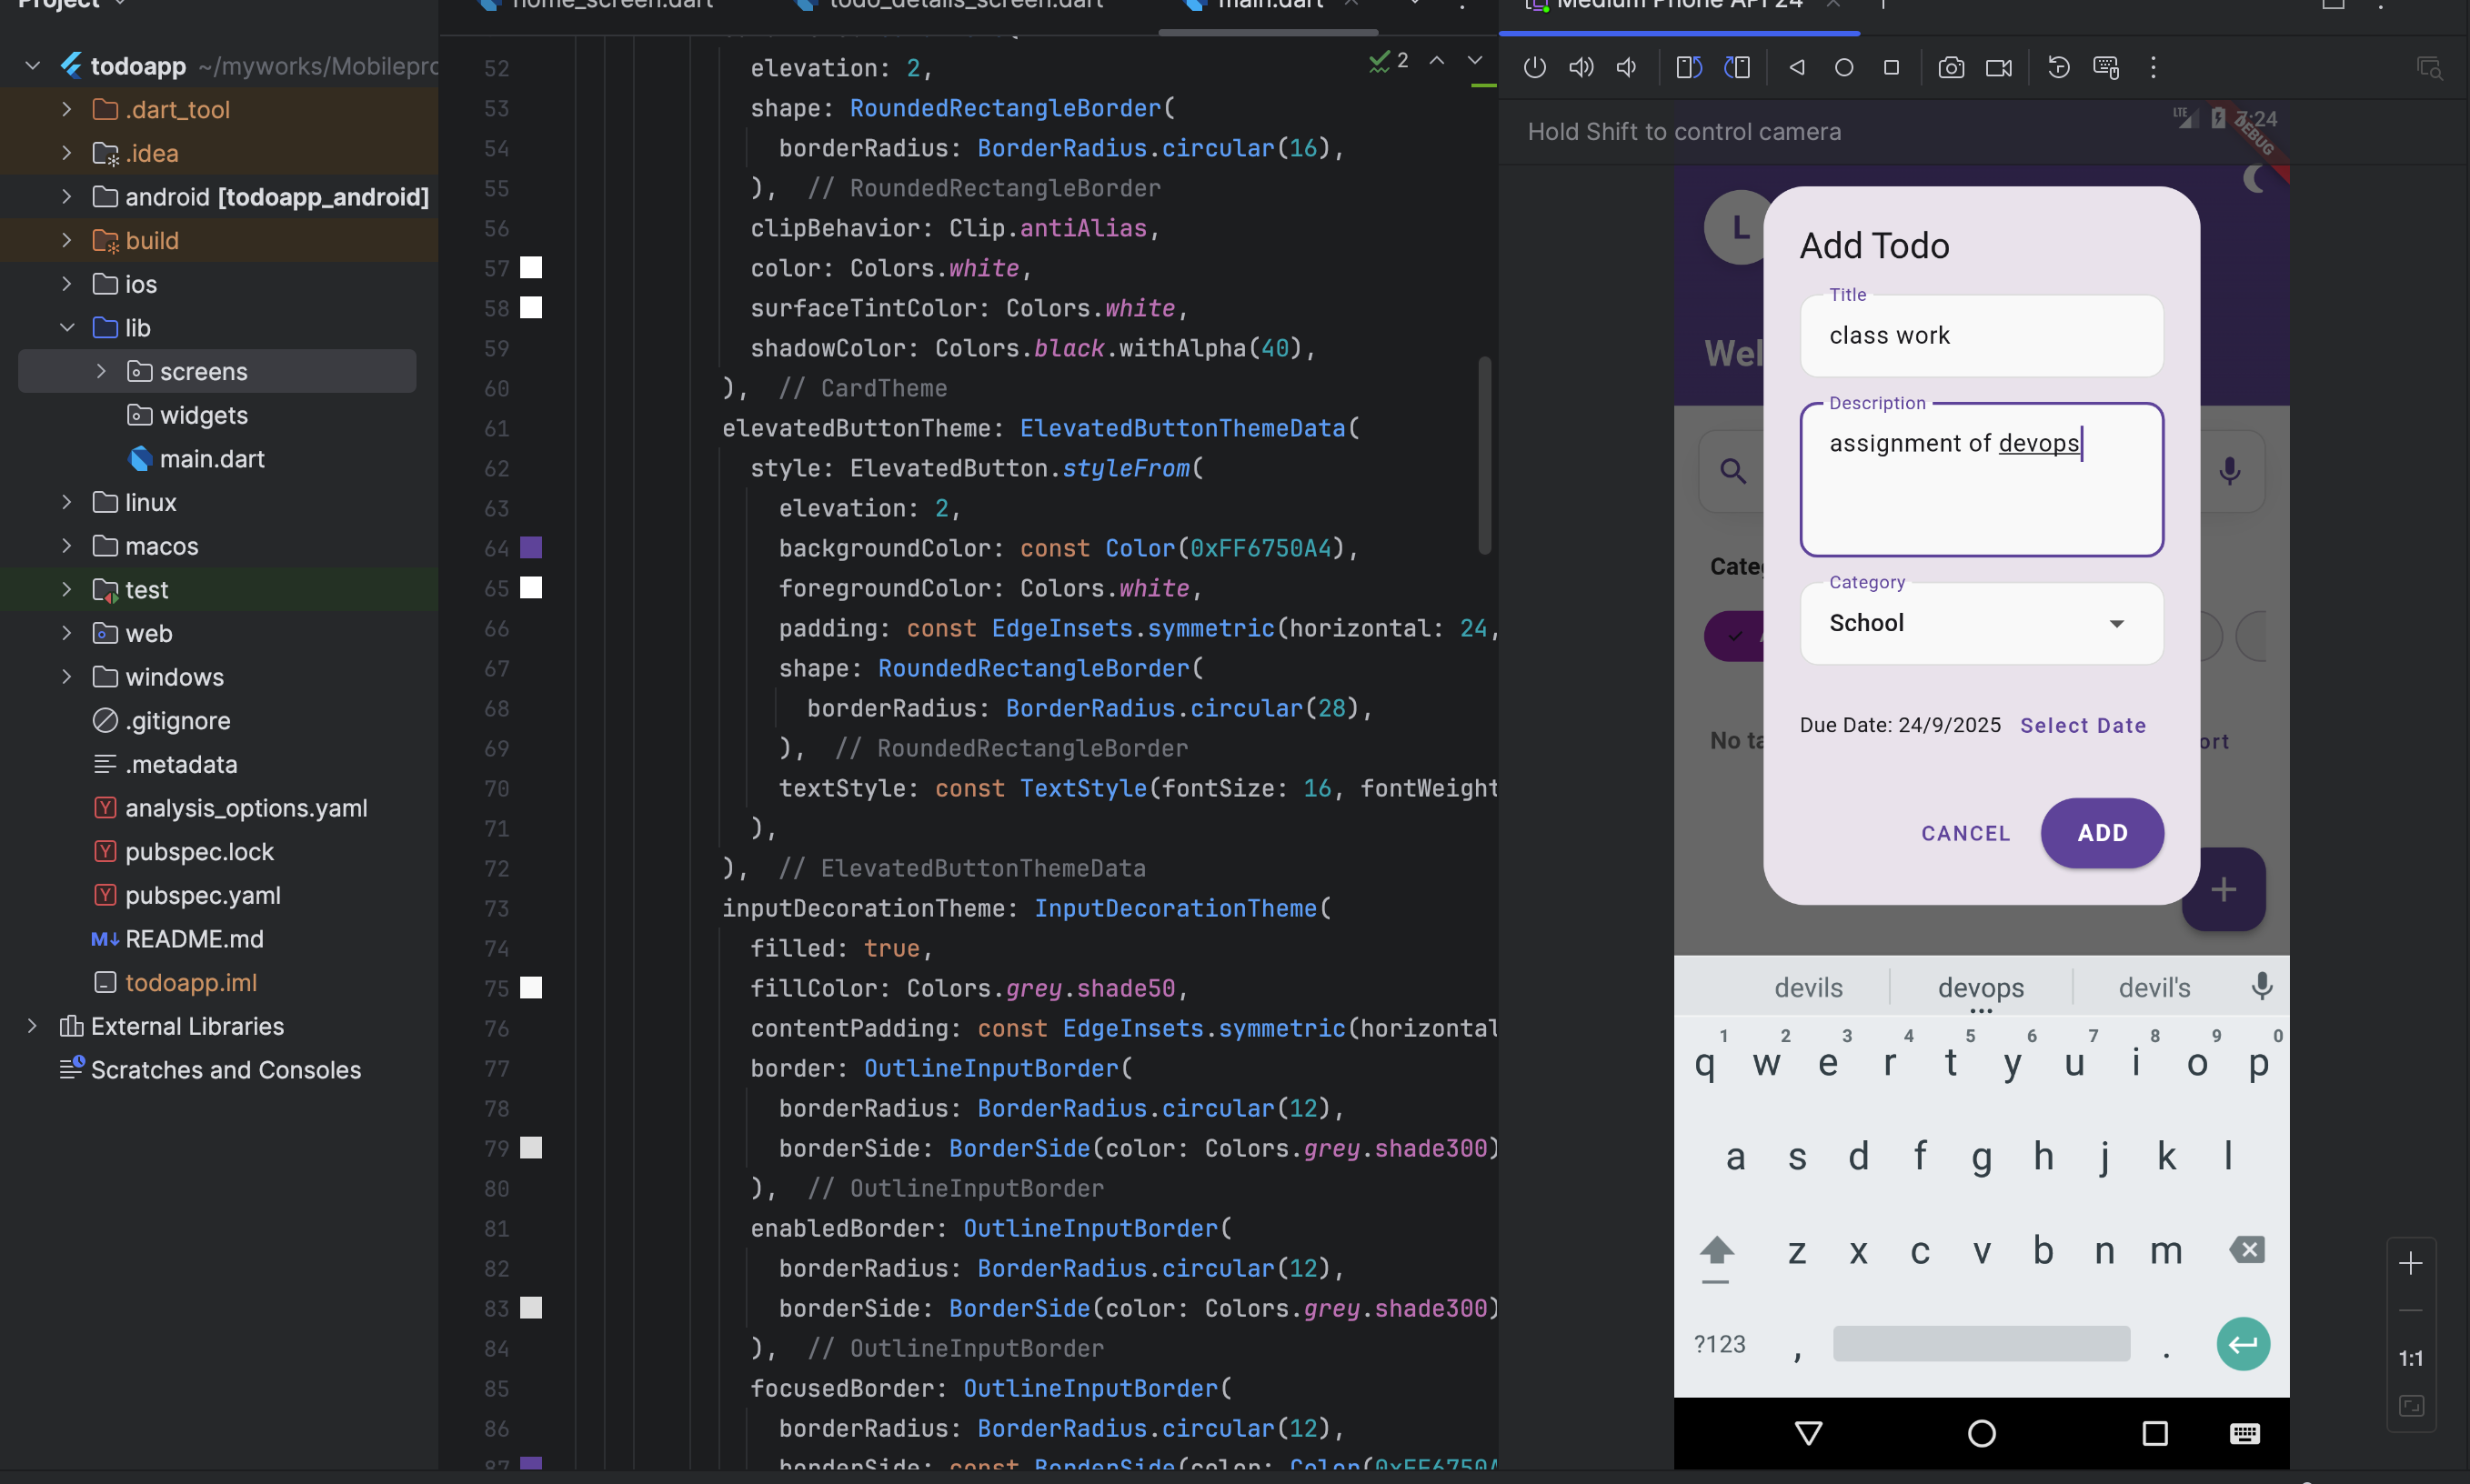 Project
todoapp ~/myworks/Mobilepro
.dart_tool
.idea
android [todoapp_android]
build
ios
lib
screens
widgets
main.dart
linux
macos
test
web
windows
.gitignore
.metadata
analysis_options.yaml
pubspec.lock
pubspec.yaml
README.md
todoapp.iml
External Libraries
Scratches and Consoles
home_screen.dart todo_details_screen.dart main.dart
2
52 elevation: 2,
53 shape: RoundedRectangleBorder(
54 borderRadius: BorderRadius.circular(16),
55 ), // RoundedRectangleBorder
56 clipBehavior: Clip.antiAlias,
57 color: Colors.white,
58 surfaceTintColor: Colors.white,
59 shadowColor: Colors.black.withAlpha(40),
60 ), // CardTheme
61 elevatedButtonTheme: ElevatedButtonThemeData(
62 style: ElevatedButton.styleFrom(
63 elevation: 2,
64 backgroundColor: const Color(0xFF6750A4),
65 foregroundColor: Colors.white,
66 padding: const EdgeInsets.symmetric(horizontal: 24,
67 shape: RoundedRectangleBorder(
68 borderRadius: BorderRadius.circular(28),
69 ), // RoundedRectangleBorder
70 textStyle: const TextStyle(fontSize: 16, fontWeight
71 ),
72 ), // ElevatedButtonThemeData
73 inputDecorationTheme: InputDecorationTheme(
74 filled: true,
75 fillColor: Colors.grey.shade50,
76 contentPadding: const EdgeInsets.symmetric(horizontal
77 border: OutlineInputBorder(
78 borderRadius: BorderRadius.circular(12),
79 borderSide: BorderSide(color: Colors.grey.shade300)
80 ), // OutlineInputBorder
81 enabledBorder: OutlineInputBorder(
82 borderRadius: BorderRadius.circular(12),
83 borderSide: BorderSide(color: Colors.grey.shade300)
84 ), // OutlineInputBorder
85 focusedBorder: OutlineInputBorder(
86 borderRadius: BorderRadius.circular(12),
87 borderSide: const BorderSide(color: Color(0xFF6750A
Medium Phone API 24
Hold Shift to control camera
LTE 7:24
DEBUG
L
Wel
Add Todo
Title
class work
Description
assignment of devops
Cate
Category
School
No ta
Due Date: 24/9/2025 Select Date
ort
CANCEL ADD
+
devils devops devil's
1 2 3 4 5 6 7 8 9 0
q w e r t y u i o p
a s d f g h j k l
z x c v b n m
?123 , .
1:1